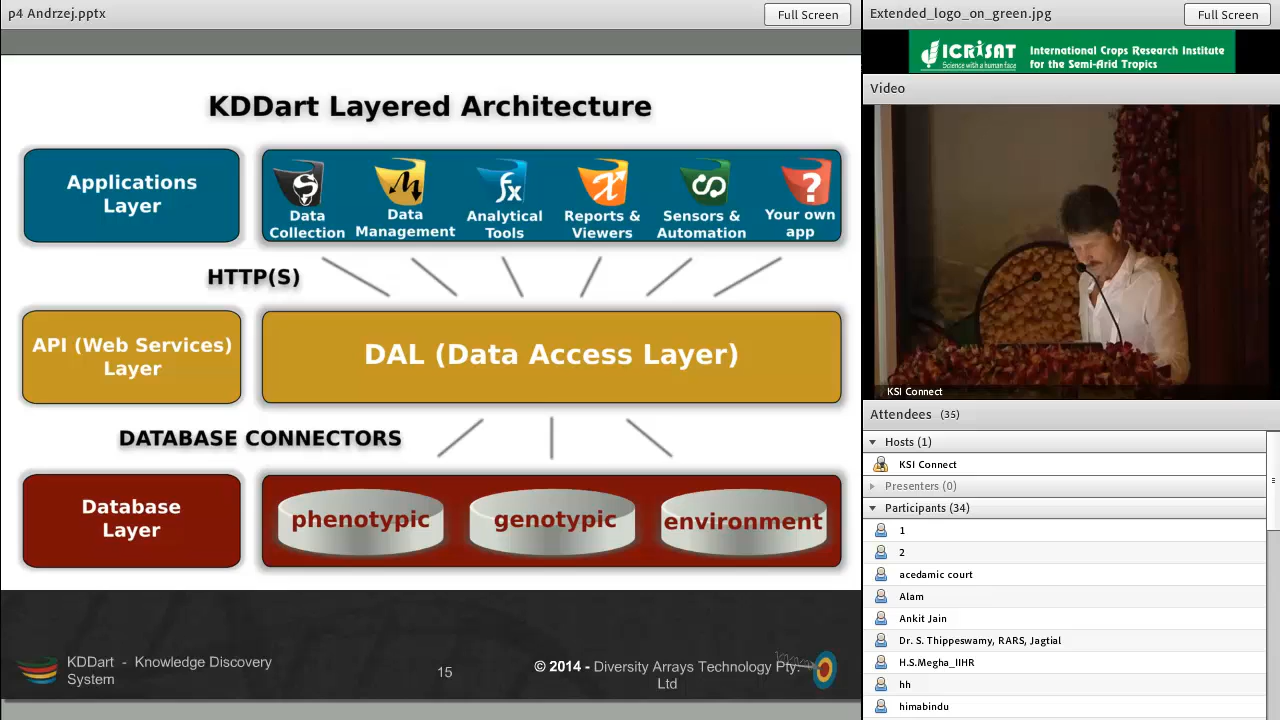 p4 Andrzej.pptx
Full Screen
KDDart Layered Architecture
Applications
Layer
Data
Collection
Data
Management
Analytical
Tools
Reports &
Viewers
Sensors &
Automation
Your own
app
HTTP(S)
API (Web Services)
Layer
DAL (Data Access Layer)
DATABASE CONNECTORS
Database
Layer
phenotypic
genotypic
environment
KDDart - Knowledge Discovery
System
15
© 2014 - Diversity Arrays Technology Pty.
Ltd
Extended_logo_on_green.jpg
Full Screen
ICRISAT
Science with a human face
International Crops Research Institute
for the Semi-Arid Tropics
Video
KSI Connect
Attendees (35)
Hosts (1)
KSI Connect
Presenters (0)
Participants (34)
1
2
acedamic court
Alam
Ankit Jain
Dr. S. Thippeswamy, RARS, Jagtial
H.S.Megha_IIHR
hh
himabindu